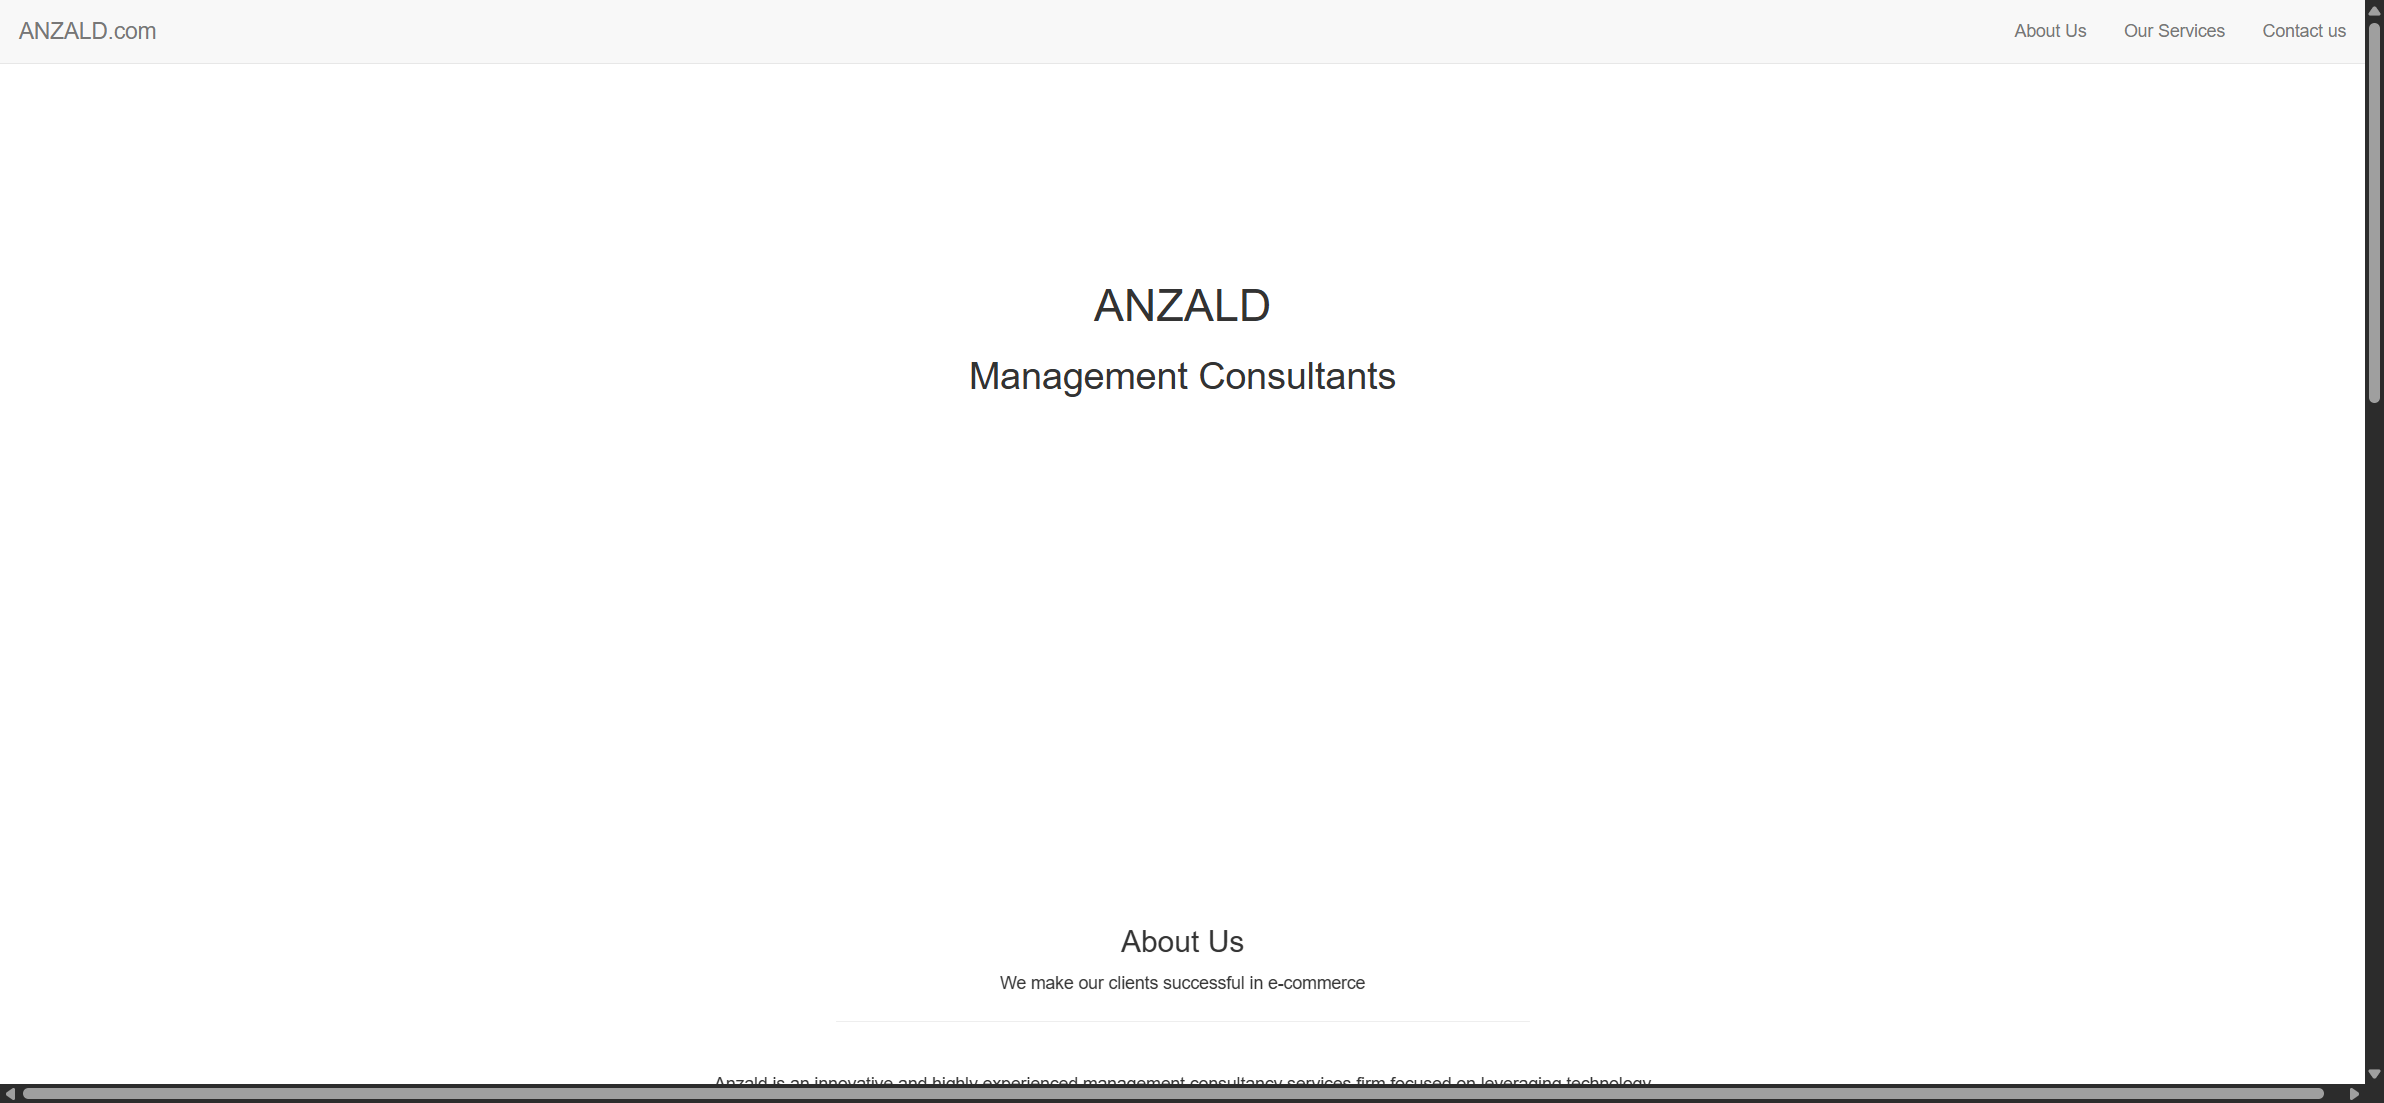 ANZALD.com
About Us
Our Services
Contact us
ANZALD
Management Consultants
About Us
We make our clients successful in e-commerce
Anzald is an innovative and highly experienced management consultancy services firm focused on leveraging technology